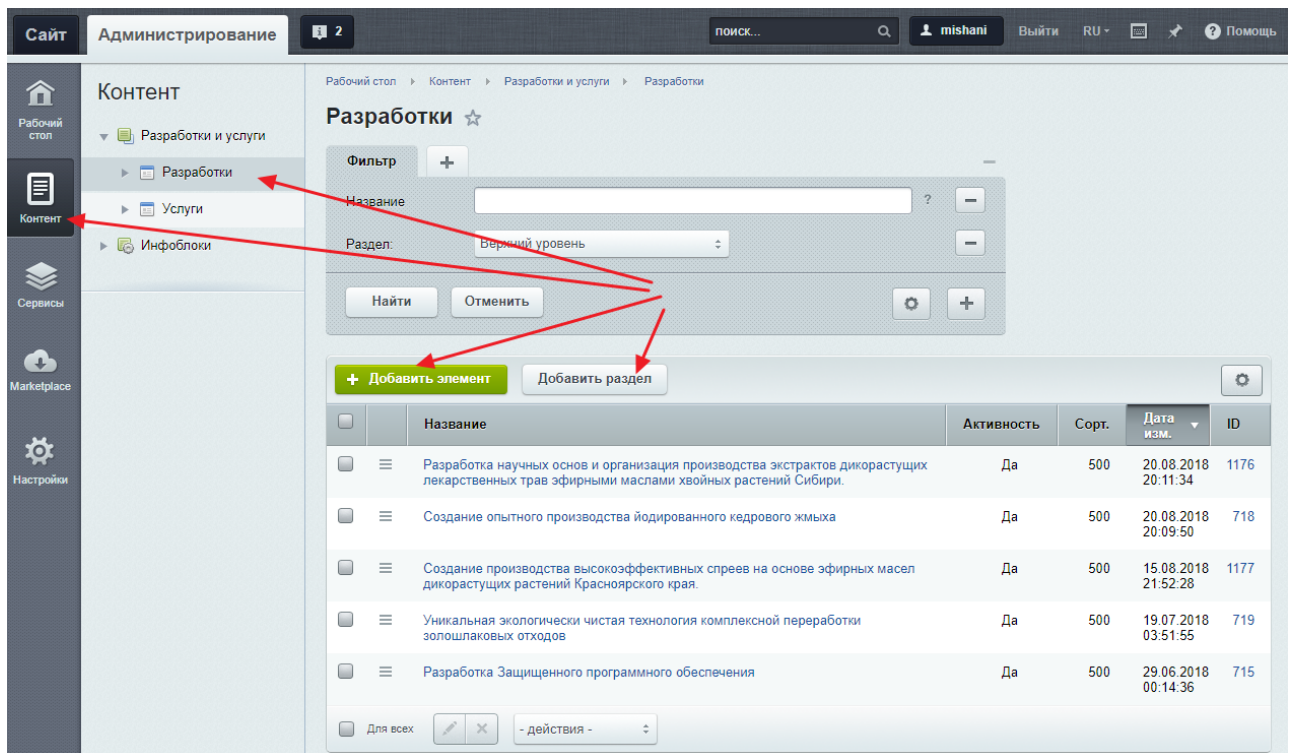 Сайт
Администрирование
2
поиск...
mishani
Выйти
RU
Помощь
Рабочий
стол
Контент
Сервисы
Marketplace
Настройки
Контент
Разработки и услуги
Разработки
Услуги
Инфоблоки
Рабочий стол
Контент
Разработки и услуги
Разработки
Разработки
Фильтр
+
Название
?
Раздел:
Верхний уровень
Найти
Отменить
+ Добавить элемент
Добавить раздел
Название
Активность
Сорт.
Дата
изм.
ID
Разработка научных основ и организация производства экстрактов дикорастущих
лекарственных трав эфирными маслами хвойных растений Сибири.
Да
500
20.08.2018
20:11:34
1176
Создание опытного производства йодированного кедрового жмыха
Да
500
20.08.2018
20:09:50
718
Создание производства высокоэффективных спреев на основе эфирных масел
дикорастущих растений Красноярского края.
Да
500
15.08.2018
21:52:28
1177
Уникальная экологически чистая технология комплексной переработки
золошлаковых отходов
Да
500
19.07.2018
03:51:55
719
Разработка Защищенного программного обеспечения
Да
500
29.06.2018
00:14:36
715
Для всех
- действия -